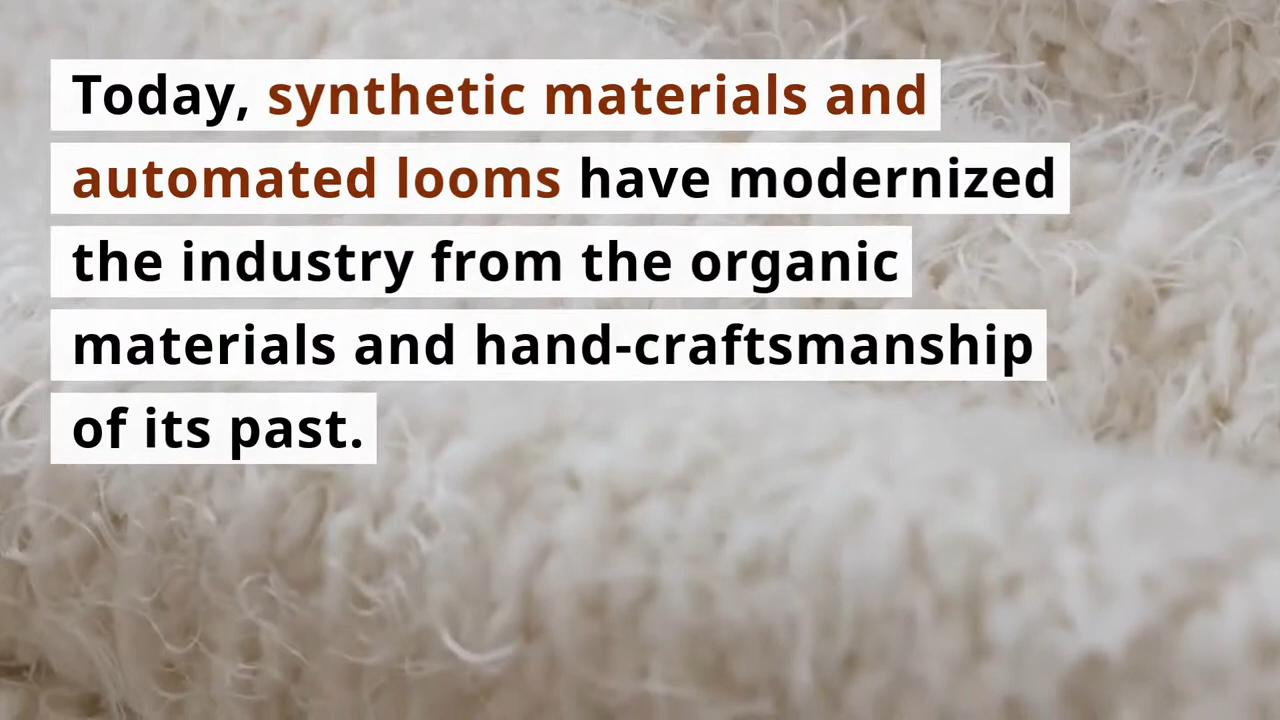 Today, synthetic materials and
automated looms have modernized
the industry from the organic
materials and hand-craftsmanship
of its past.